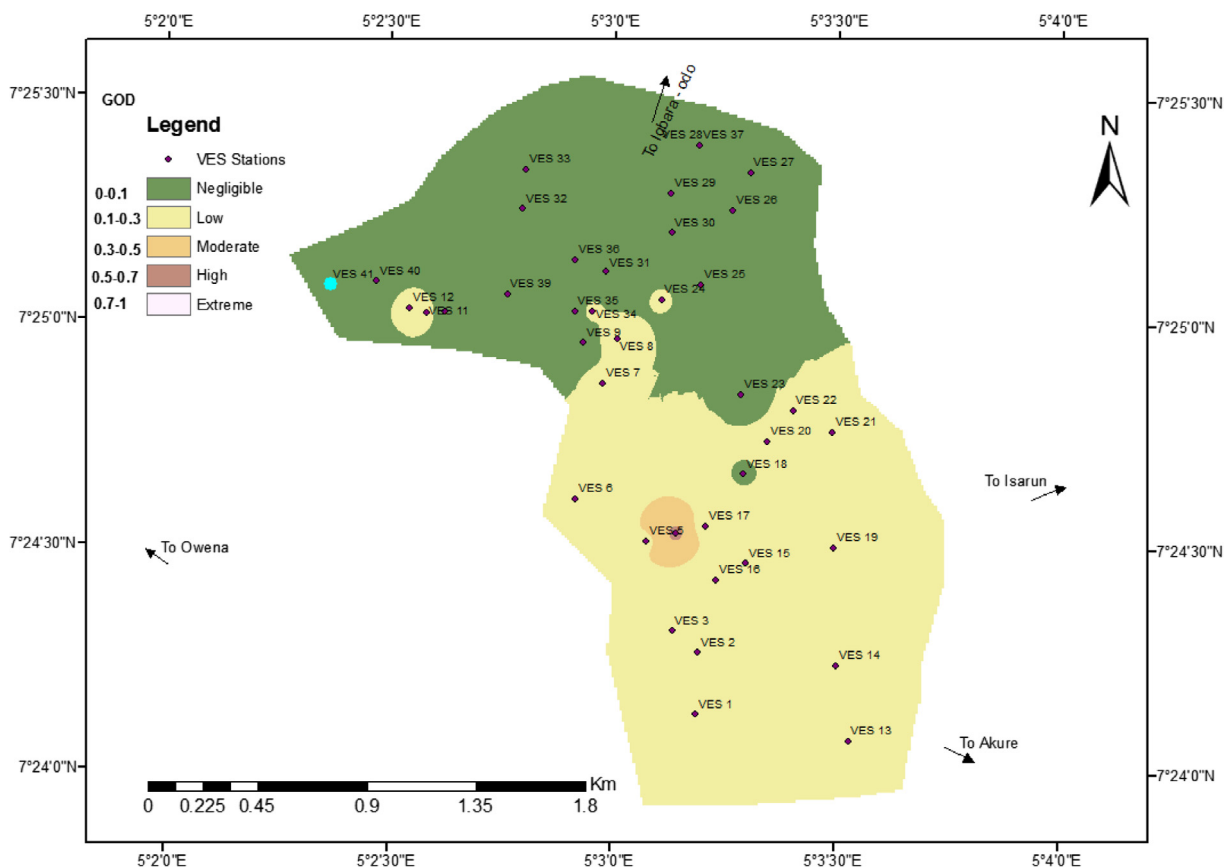 5°2'0"E 5°2'30"E 5°3'0"E 5°3'30"E 5°4'0"E
7°25'30"N
7°25'30"N
GOD
Legend
VES Stations
0-0.1 Negligible
0.1-0.3 Low
0.3-0.5 Moderate
0.5-0.7 High
0.7-1 Extreme
To Igbara - odo
N
VES 28 VES 37
VES 33
VES 27
VES 29
VES 32
VES 26
VES 30
VES 36
VES 31
VES 41
VES 40
VES 25
VES 39
VES 24
VES 12
VES 35
VES 11
VES 34
7°25'0"N
7°25'0"N
VES 9
VES 8
VES 7
VES 23
VES 22
VES 21
VES 20
VES 18
VES 6
To Isarun
VES 17
VES 5
VES 19
7°24'30"N
7°24'30"N
To Owena
VES 15
VES 16
VES 3
VES 2
VES 14
VES 1
VES 13
To Akure
7°24'0"N
7°24'0"N
Km
0 0.225 0.45 0.9 1.35 1.8
5°2'0"E 5°2'30"E 5°3'0"E 5°3'30"E 5°4'0"E